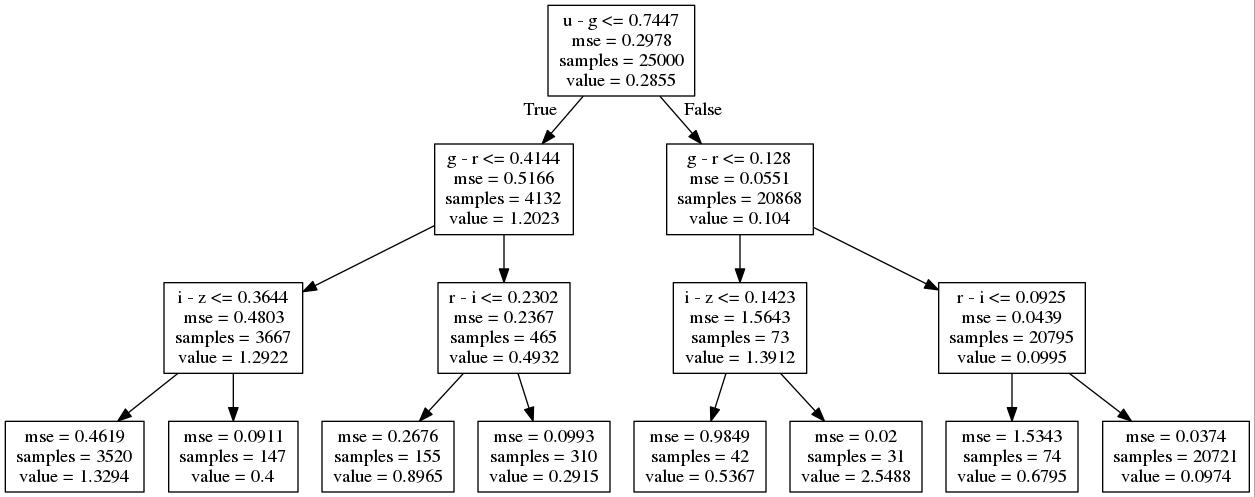 u - g <= 0.7447
mse = 0.2978
samples = 25000
value = 0.2855
True
False
g - r <= 0.4144
mse = 0.5166
samples = 4132
value = 1.2023
g - r <= 0.128
mse = 0.0551
samples = 20868
value = 0.104
i - z <= 0.3644
mse = 0.4803
samples = 3667
value = 1.2922
r - i <= 0.2302
mse = 0.2367
samples = 465
value = 0.4932
i - z <= 0.1423
mse = 1.5643
samples = 73
value = 1.3912
r - i <= 0.0925
mse = 0.0439
samples = 20795
value = 0.0995
mse = 0.4619
samples = 3520
value = 1.3294
mse = 0.0911
samples = 147
value = 0.4
mse = 0.2676
samples = 155
value = 0.8965
mse = 0.0993
samples = 310
value = 0.2915
mse = 0.9849
samples = 42
value = 0.5367
mse = 0.02
samples = 31
value = 2.5488
mse = 1.5343
samples = 74
value = 0.6795
mse = 0.0374
samples = 20721
value = 0.0974